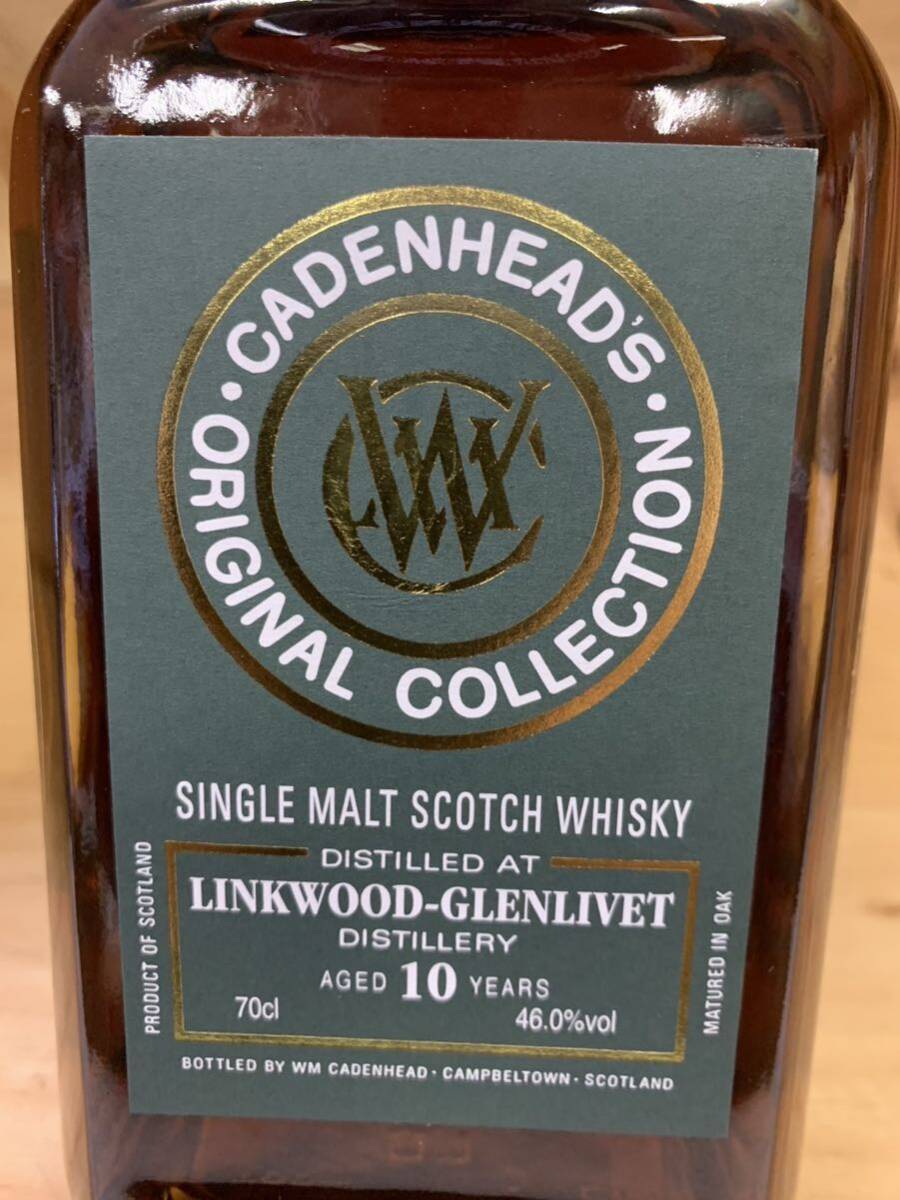 CADENHEAD'S
ORIGINAL COLLECTION
WC
SINGLE MALT SCOTCH WHISKY
DISTILLED AT
LINKWOOD-GLENLIVET
DISTILLERY
AGED 10 YEARS
70cl 46.0%vol
PRODUCT OF SCOTLAND
MATURED IN OAK
BOTTLED BY WM CADENHEAD · CAMPBELTOWN · SCOTLAND